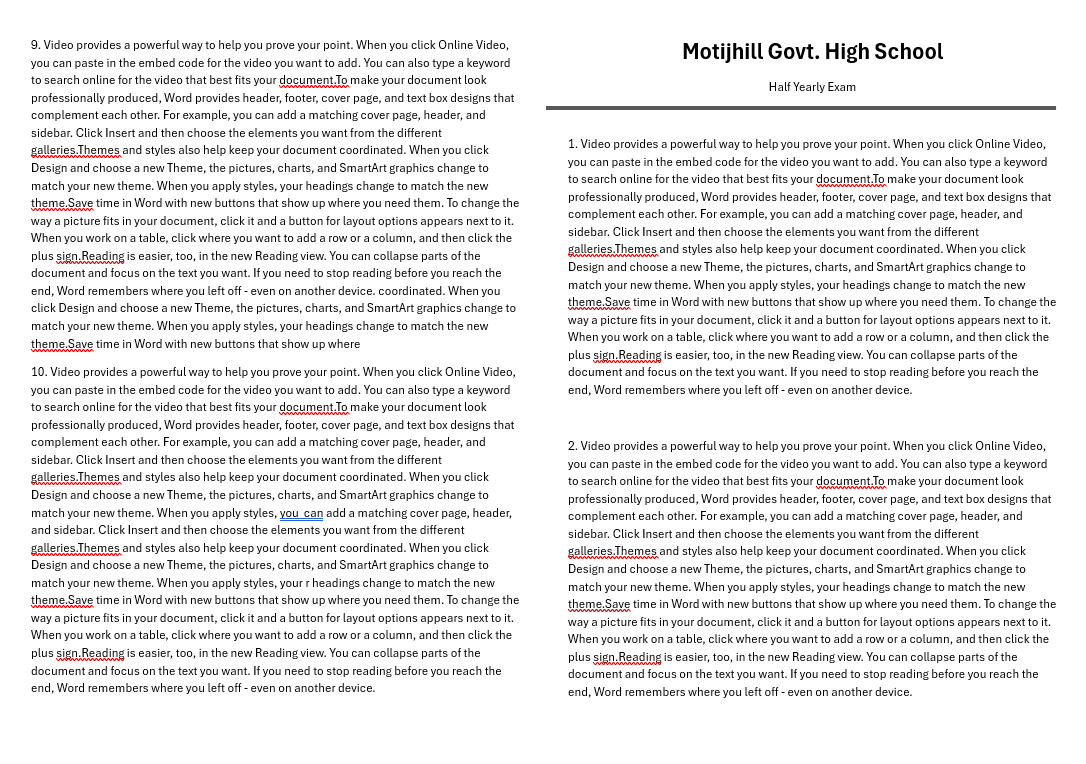 9. Video provides a powerful way to help you prove your point. When you click Online Video,
you can paste in the embed code for the video you want to add. You can also type a keyword
to search online for the video that best fits your document.To make your document look
professionally produced, Word provides header, footer, cover page, and text box designs that
complement each other. For example, you can add a matching cover page, header, and
sidebar. Click Insert and then choose the elements you want from the different
galleries.Themes and styles also help keep your document coordinated. When you click
Design and choose a new Theme, the pictures, charts, and SmartArt graphics change to
match your new theme. When you apply styles, your headings change to match the new
theme.Save time in Word with new buttons that show up where you need them. To change the
way a picture fits in your document, click it and a button for layout options appears next to it.
When you work on a table, click where you want to add a row or a column, and then click the
plus sign.Reading is easier, too, in the new Reading view. You can collapse parts of the
document and focus on the text you want. If you need to stop reading before you reach the
end, Word remembers where you left off - even on another device. coordinated. When you
click Design and choose a new Theme, the pictures, charts, and SmartArt graphics change to
match your new theme. When you apply styles, your headings change to match the new
theme.Save time in Word with new buttons that show up where
10. Video provides a powerful way to help you prove your point. When you click Online Video,
you can paste in the embed code for the video you want to add. You can also type a keyword
to search online for the video that best fits your document.To make your document look
professionally produced, Word provides header, footer, cover page, and text box designs that
complement each other. For example, you can add a matching cover page, header, and
sidebar. Click Insert and then choose the elements you want from the different
galleries.Themes and styles also help keep your document coordinated. When you click
Design and choose a new Theme, the pictures, charts, and SmartArt graphics change to
match your new theme. When you apply styles, you  can add a matching cover page, header,
and sidebar. Click Insert and then choose the elements you want from the different
galleries.Themes and styles also help keep your document coordinated. When you click
Design and choose a new Theme, the pictures, charts, and SmartArt graphics change to
match your new theme. When you apply styles, your r headings change to match the new
theme.Save time in Word with new buttons that show up where you need them. To change the
way a picture fits in your document, click it and a button for layout options appears next to it.
When you work on a table, click where you want to add a row or a column, and then click the
plus sign.Reading is easier, too, in the new Reading view. You can collapse parts of the
document and focus on the text you want. If you need to stop reading before you reach the
end, Word remembers where you left off - even on another device.
Motijhill Govt. High School
Half Yearly Exam
1. Video provides a powerful way to help you prove your point. When you click Online Video,
you can paste in the embed code for the video you want to add. You can also type a keyword
to search online for the video that best fits your document.To make your document look
professionally produced, Word provides header, footer, cover page, and text box designs that
complement each other. For example, you can add a matching cover page, header, and
sidebar. Click Insert and then choose the elements you want from the different
galleries.Themes and styles also help keep your document coordinated. When you click
Design and choose a new Theme, the pictures, charts, and SmartArt graphics change to
match your new theme. When you apply styles, your headings change to match the new
theme.Save time in Word with new buttons that show up where you need them. To change the
way a picture fits in your document, click it and a button for layout options appears next to it.
When you work on a table, click where you want to add a row or a column, and then click the
plus sign.Reading is easier, too, in the new Reading view. You can collapse parts of the
document and focus on the text you want. If you need to stop reading before you reach the
end, Word remembers where you left off - even on another device.
2. Video provides a powerful way to help you prove your point. When you click Online Video,
you can paste in the embed code for the video you want to add. You can also type a keyword
to search online for the video that best fits your document.To make your document look
professionally produced, Word provides header, footer, cover page, and text box designs that
complement each other. For example, you can add a matching cover page, header, and
sidebar. Click Insert and then choose the elements you want from the different
galleries.Themes and styles also help keep your document coordinated. When you click
Design and choose a new Theme, the pictures, charts, and SmartArt graphics change to
match your new theme. When you apply styles, your headings change to match the new
theme.Save time in Word with new buttons that show up where you need them. To change the
way a picture fits in your document, click it and a button for layout options appears next to it.
When you work on a table, click where you want to add a row or a column, and then click the
plus sign.Reading is easier, too, in the new Reading view. You can collapse parts of the
document and focus on the text you want. If you need to stop reading before you reach the
end, Word remembers where you left off - even on another device.